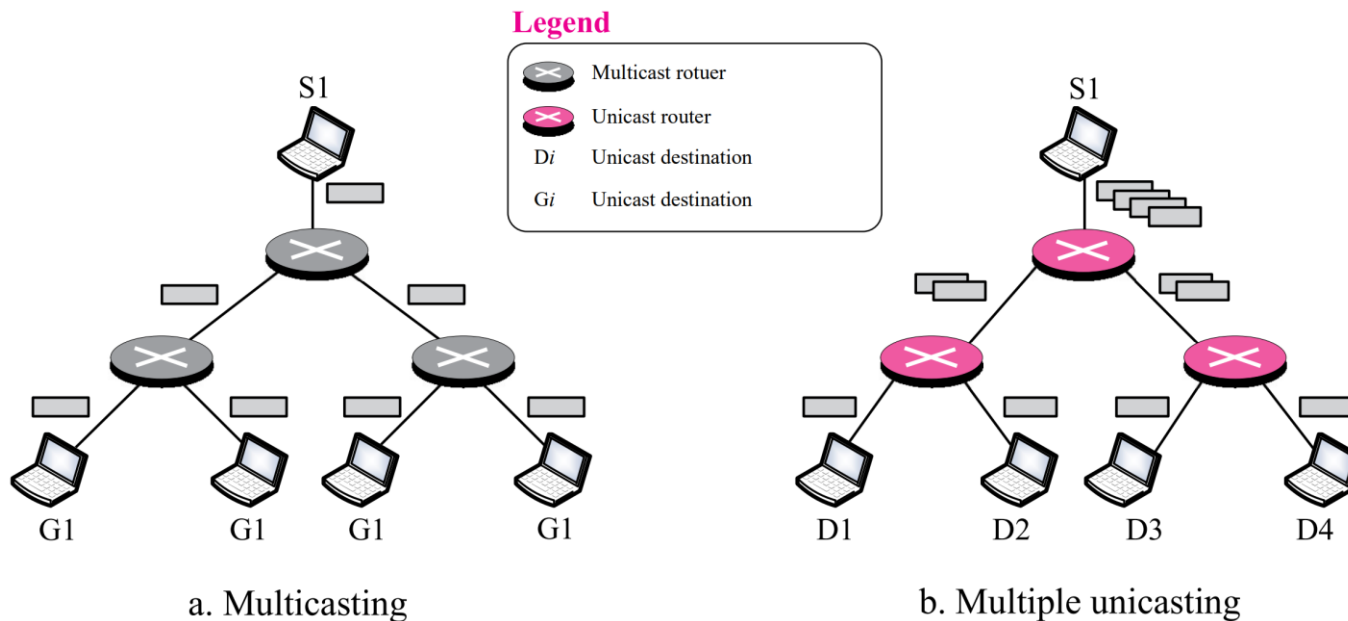 Legend
Multicast rotuer
Unicast router
Di Unicast destination
Gi Unicast destination
S1
S1
G1 G1 G1 G1
D1 D2 D3 D4
a. Multicasting
b. Multiple unicasting